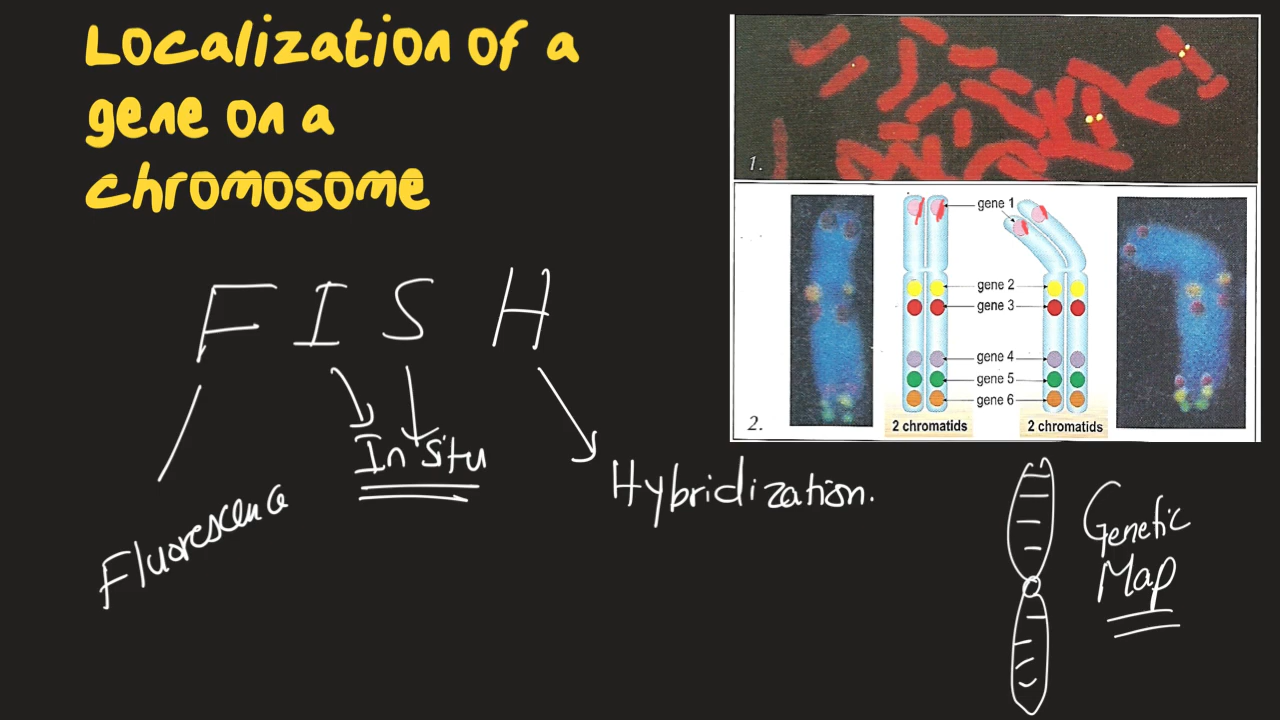 Localization of a
gene on a
chromosome
F I S H
Fluorescence
In situ
Hybridization.
1.
gene 1
gene 2
gene 3
gene 4
gene 5
gene 6
2.
2 chromatids
2 chromatids
Genetic
Map